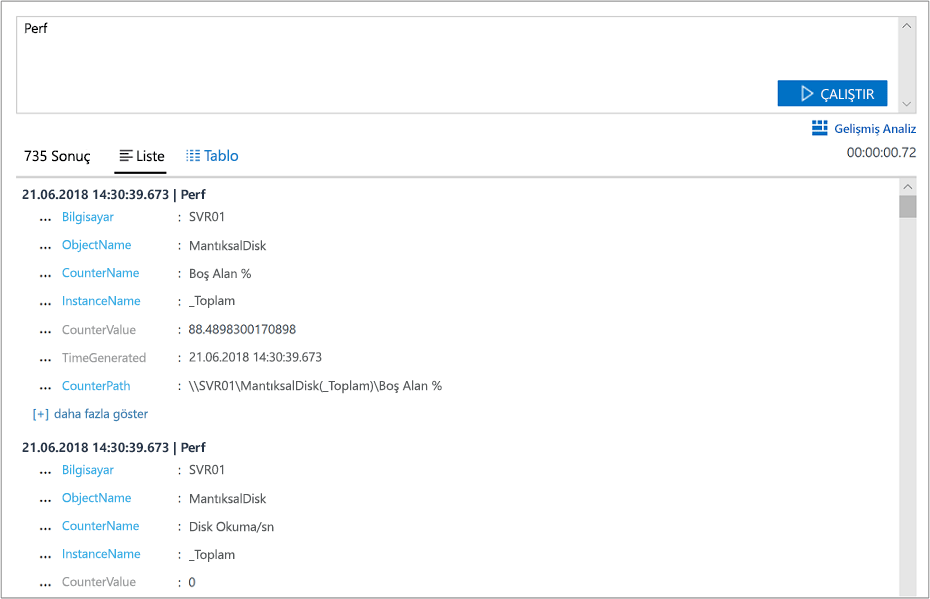 Perf
ÇALIŞTIR
Gelişmiş Analiz
735 Sonuç Liste Tablo 00:00:00.72
21.06.2018 14:30:39.673 | Perf
... Bilgisayar : SVR01
... ObjectName : MantıksalDisk
... CounterName : Boş Alan %
... InstanceName : _Toplam
... CounterValue : 88.4898300170898
... TimeGenerated : 21.06.2018 14:30:39.673
... CounterPath : \\SVR01\MantıksalDisk(_Toplam)\Boş Alan %
[+] daha fazla göster
21.06.2018 14:30:39.673 | Perf
... Bilgisayar : SVR01
... ObjectName : MantıksalDisk
... CounterName : Disk Okuma/sn
... InstanceName : _Toplam
... CounterValue : 0